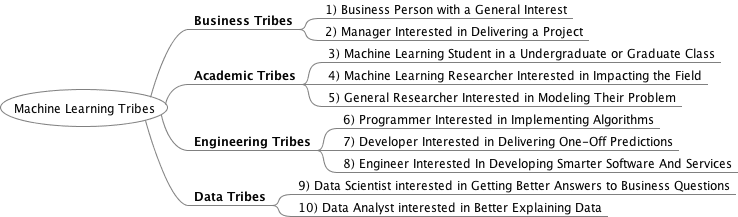 Machine Learning Tribes
Business Tribes
1) Business Person with a General Interest
2) Manager Interested in Delivering a Project
Academic Tribes
3) Machine Learning Student in a Undergraduate or Graduate Class
4) Machine Learning Researcher Interested in Impacting the Field
5) General Researcher Interested in Modeling Their Problem
Engineering Tribes
6) Programmer Interested in Implementing Algorithms
7) Developer Interested in Delivering One-Off Predictions
8) Engineer Interested In Developing Smarter Software And Services
Data Tribes
9) Data Scientist interested in Getting Better Answers to Business Questions
10) Data Analyst interested in Better Explaining Data